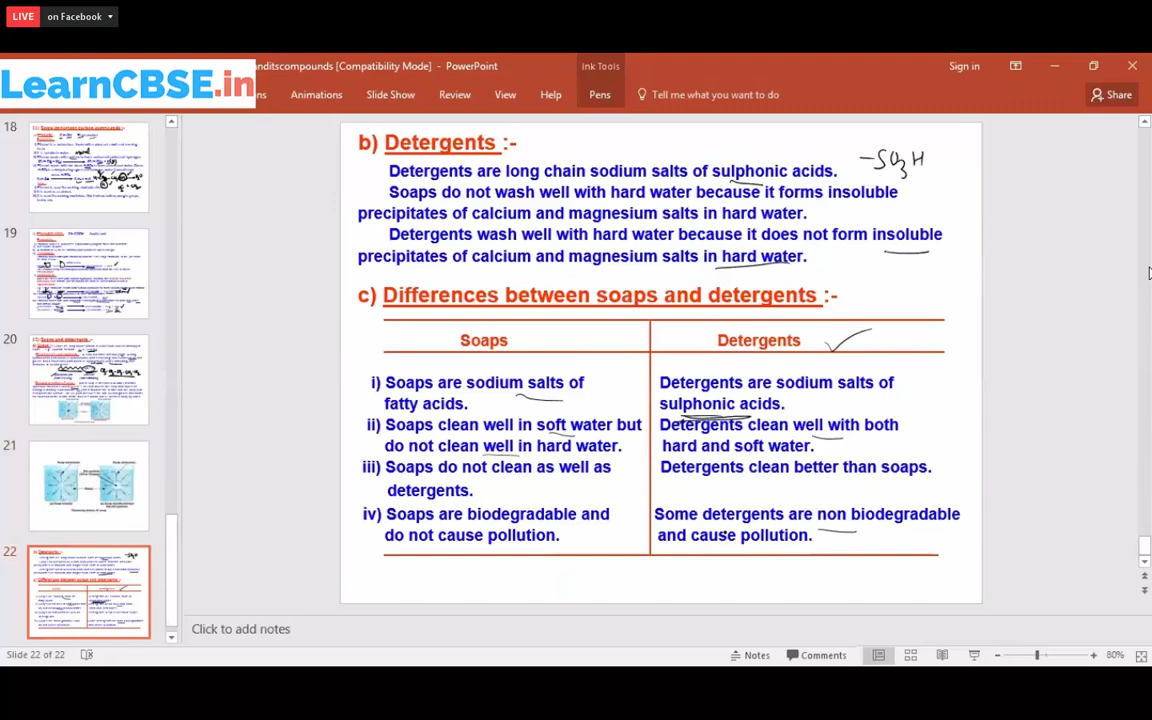 LIVE on Facebook
anditscompounds [Compatibility Mode] - PowerPoint
Ink Tools
Sign in
LearnCBSE.in
ns Animations Slide Show Review View Help Pens Tell me what you want to do Share
18
19
20
21
22
b) Detergents :-
Detergents are long chain sodium salts of sulphonic acids.
-SO3H
Soaps do not wash well with hard water because it forms insoluble
precipitates of calcium and magnesium salts in hard water.
Detergents wash well with hard water because it does not form insoluble
precipitates of calcium and magnesium salts in hard water.
c) Differences between soaps and detergents :-
Soaps Detergents
i) Soaps are sodium salts of
fatty acids.
Detergents are sodium salts of
sulphonic acids.
ii) Soaps clean well in soft water but
do not clean well in hard water.
Detergents clean well with both
hard and soft water.
iii) Soaps do not clean as well as
detergents.
Detergents clean better than soaps.
iv) Soaps are biodegradable and
do not cause pollution.
Some detergents are non biodegradable
and cause pollution.
Click to add notes
Slide 22 of 22 Notes Comments 80%